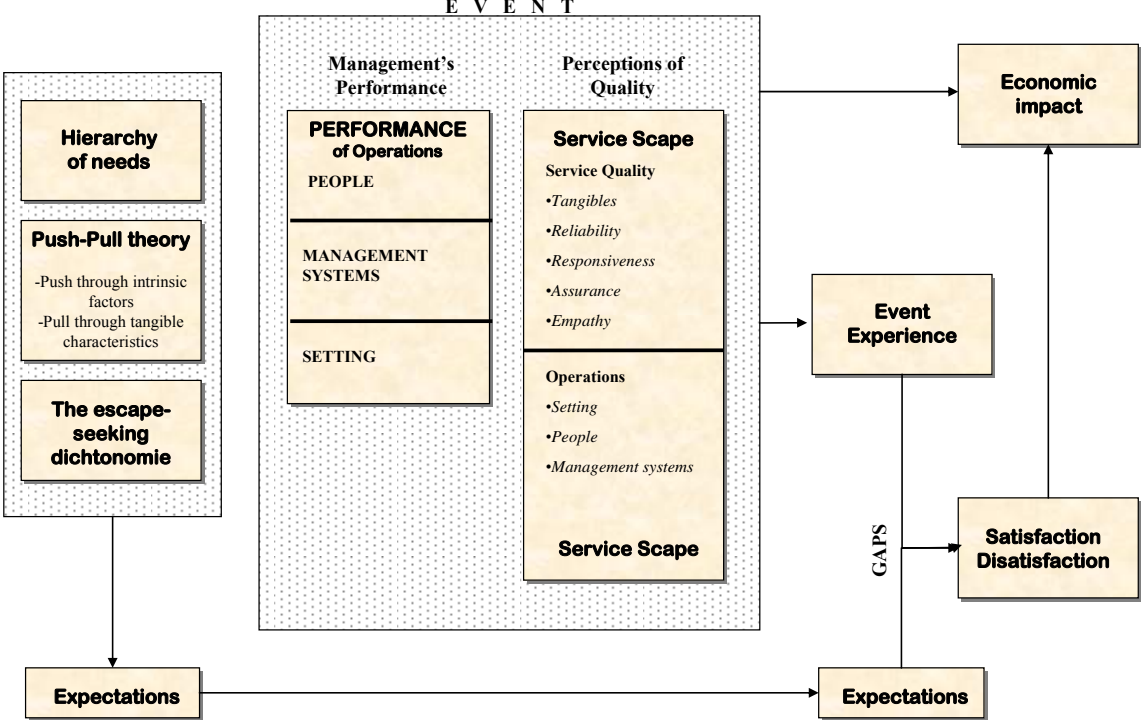 E V E N T
Hierarchy
of needs
Push-Pull theory
-Push through intrinsic
factors
-Pull through tangible
characteristics
The escape-
seeking
dichtonomie
Expectations
Management's
Performance
PERFORMANCE
of Operations
PEOPLE
MANAGEMENT
SYSTEMS
SETTING
Perceptions of
Quality
Service Scape
Service Quality
•Tangibles
•Reliability
•Responsiveness
•Assurance
•Empathy
Operations
•Setting
•People
•Management systems
Service Scape
Economic
impact
Event
Experience
GAPS
Satisfaction
Disatisfaction
Expectations